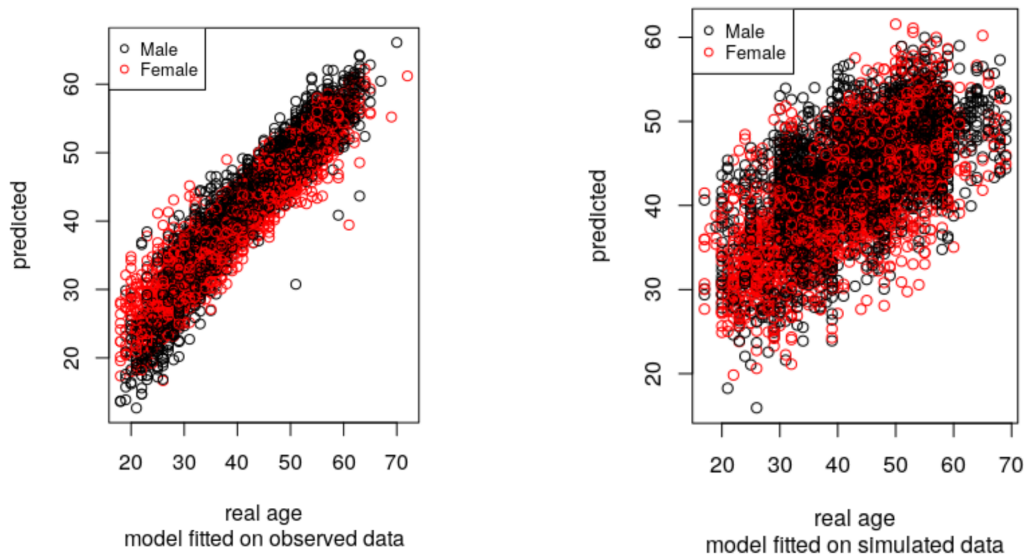 Male
Female
60
50
40
30
20
predicted
20 30 40 50 60 70
real age
model fitted on observed data
Male
Female
60
50
40
30
20
predicted
20 30 40 50 60 70
real age
model fitted on simulated data